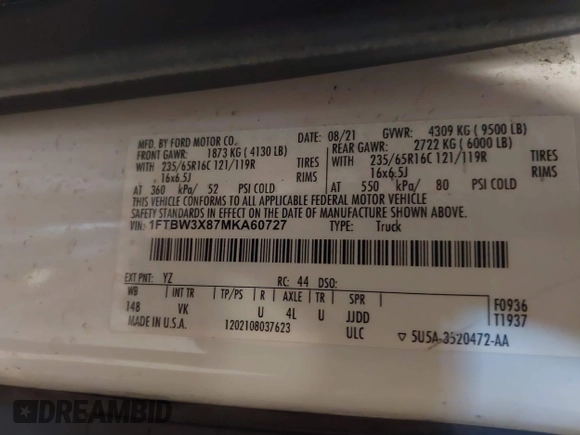 MFD. BY FORD MOTOR CO.
DATE: 08/21 GVWR: 4309 KG ( 9500 LB)
FRONT GAWR: 1873 KG ( 4130 LB) REAR GAWR: 2722 KG ( 6000 LB)
WITH 235/65R16C 121/119R TIRES WITH 235/65R16C 121/119R TIRES
16x6.5J RIMS 16x6.5J RIMS
AT 360 kPa/ 52 PSI COLD AT 550 kPa/ 80 PSI COLD
THIS VEHICLE CONFORMS TO ALL APPLICABLE FEDERAL MOTOR VEHICLE
SAFETY STANDARDS IN EFFECT ON THE DATE OF MANUFACTURE SHOWN ABOVE.
VIN: 1FTBW3X87MKA60727 TYPE: Truck
EXT PNT: YZ RC: 44 DSO:
WB INT TR TP/PS R AXLE TR SPR F0936
148 VK U 4L U JJDD T1937
MADE IN U.S.A. 1202108037623 ULC ▽ 5U5A-3520472-AA
DREAMBID